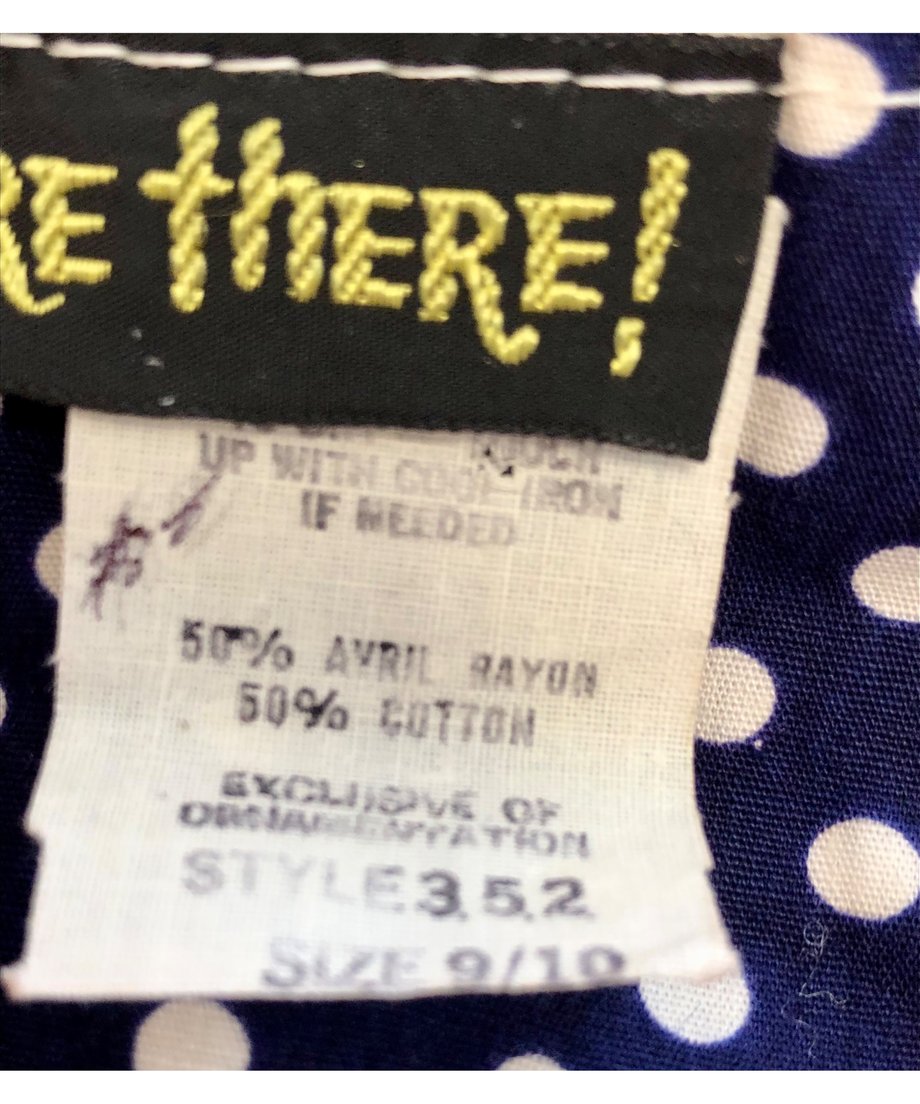 RE THERE!
TOUCH
UP WITH COOL IRON
IF NEEDED
50% AVRIL RAYON
50% COTTON
EXCLUSIVE OF
ORNAMENTATION
STYLE 352
SIZE 9/10